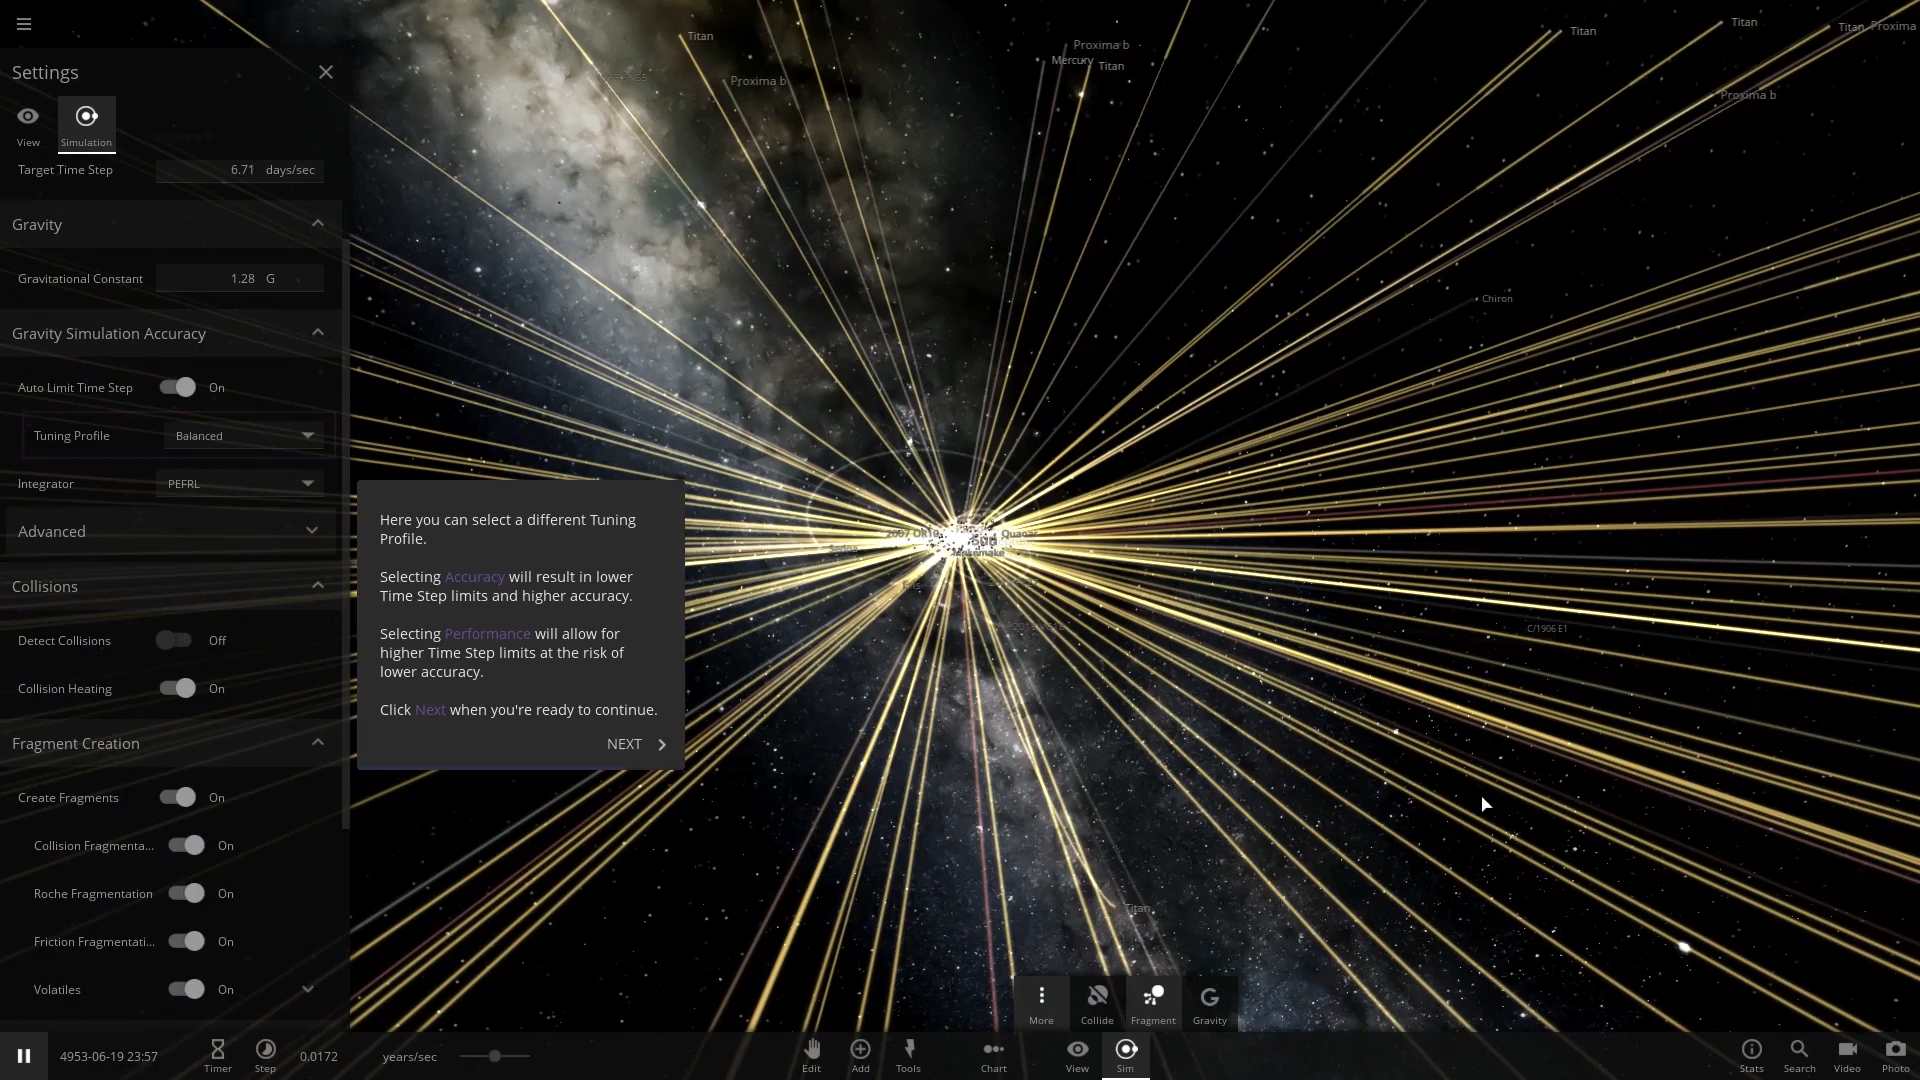 Settings
View
Simulation
Target Time Step 6.71 days/sec
Gravity
Gravitational Constant 1.28 G
Gravity Simulation Accuracy
Auto Limit Time Step On
Tuning Profile Balanced
Integrator PEFRL
Advanced
Collisions
Detect Collisions Off
Collision Heating On
Fragment Creation
Create Fragments On
Collision Fragmenta... On
Roche Fragmentation On
Friction Fragmentati... On
Volatiles On
Here you can select a different Tuning
Profile.
Selecting Accuracy will result in lower
Time Step limits and higher accuracy.
Selecting Performance will allow for
higher Time Step limits at the risk of
lower accuracy.
Click Next when you're ready to continue.
NEXT
Titan
Proxima b
Proxima b
Mercury
Titan
Titan
Titan
Titan
Proxima
Proxima b
Chiron
2007 OR10
Sun
Quaoar
Sedna
Makemake
Eris
C/1906 E1
Titan
More
Collide
Fragment
Gravity
4953-06-19 23:57
Timer
Step
0.0172 years/sec
Edit
Add
Tools
Chart
View
Sim
Stats
Search
Video
Photo